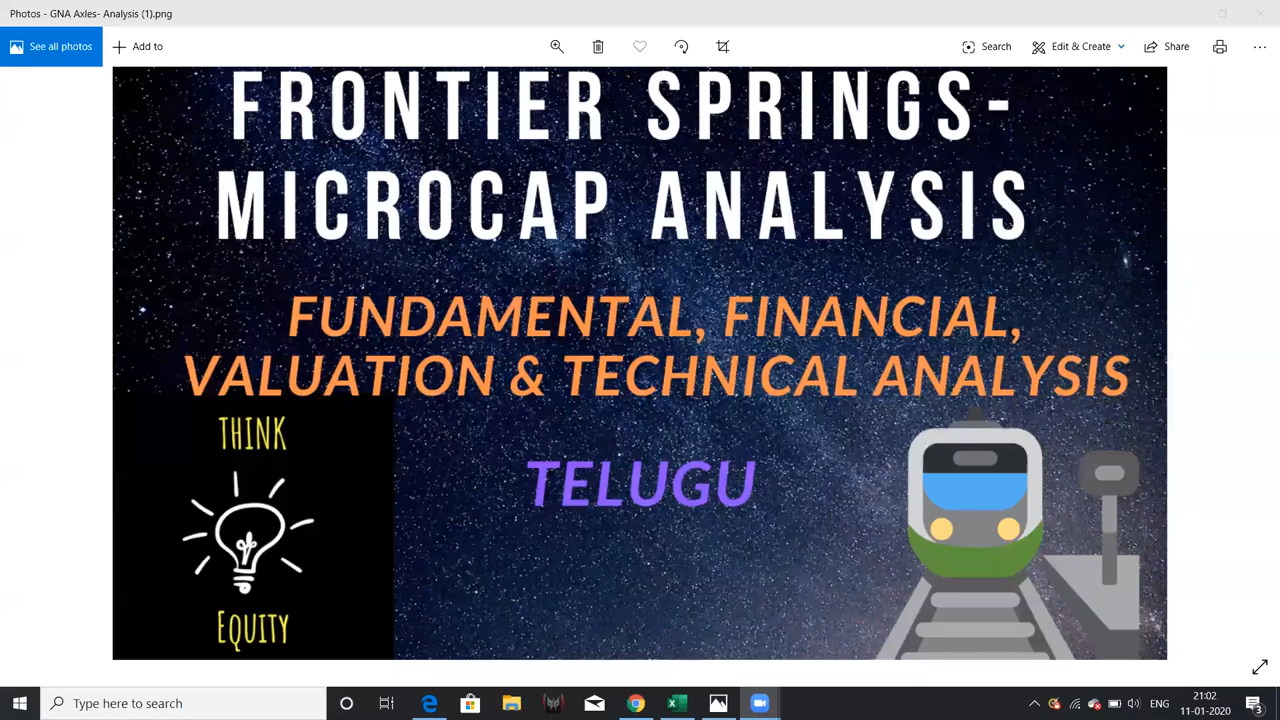 Photos - GNA Axles- Analysis (1).png
See all photos
Add to
Search
Edit & Create
Share
FRONTIER SPRINGS-
MICROCAP ANALYSIS
FUNDAMENTAL, FINANCIAL,
VALUATION & TECHNICAL ANALYSIS
TELUGU
THINK
EQUITY
Type here to search
ENG
21:02
11-01-2020
3